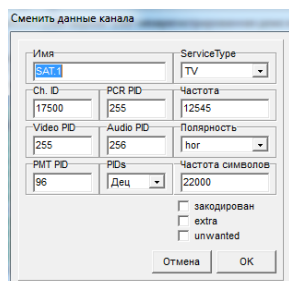 Сменить данные канала
Имя ServiceType
SAT.1 TV
Ch. ID PCR PID Частота
17500 255 12545
Video PID Audio PID Полярность
255 256 hor
PMT PID PIDs Частота символов
96 Дец 22000
закодирован
extra
unwanted
Отмена OK